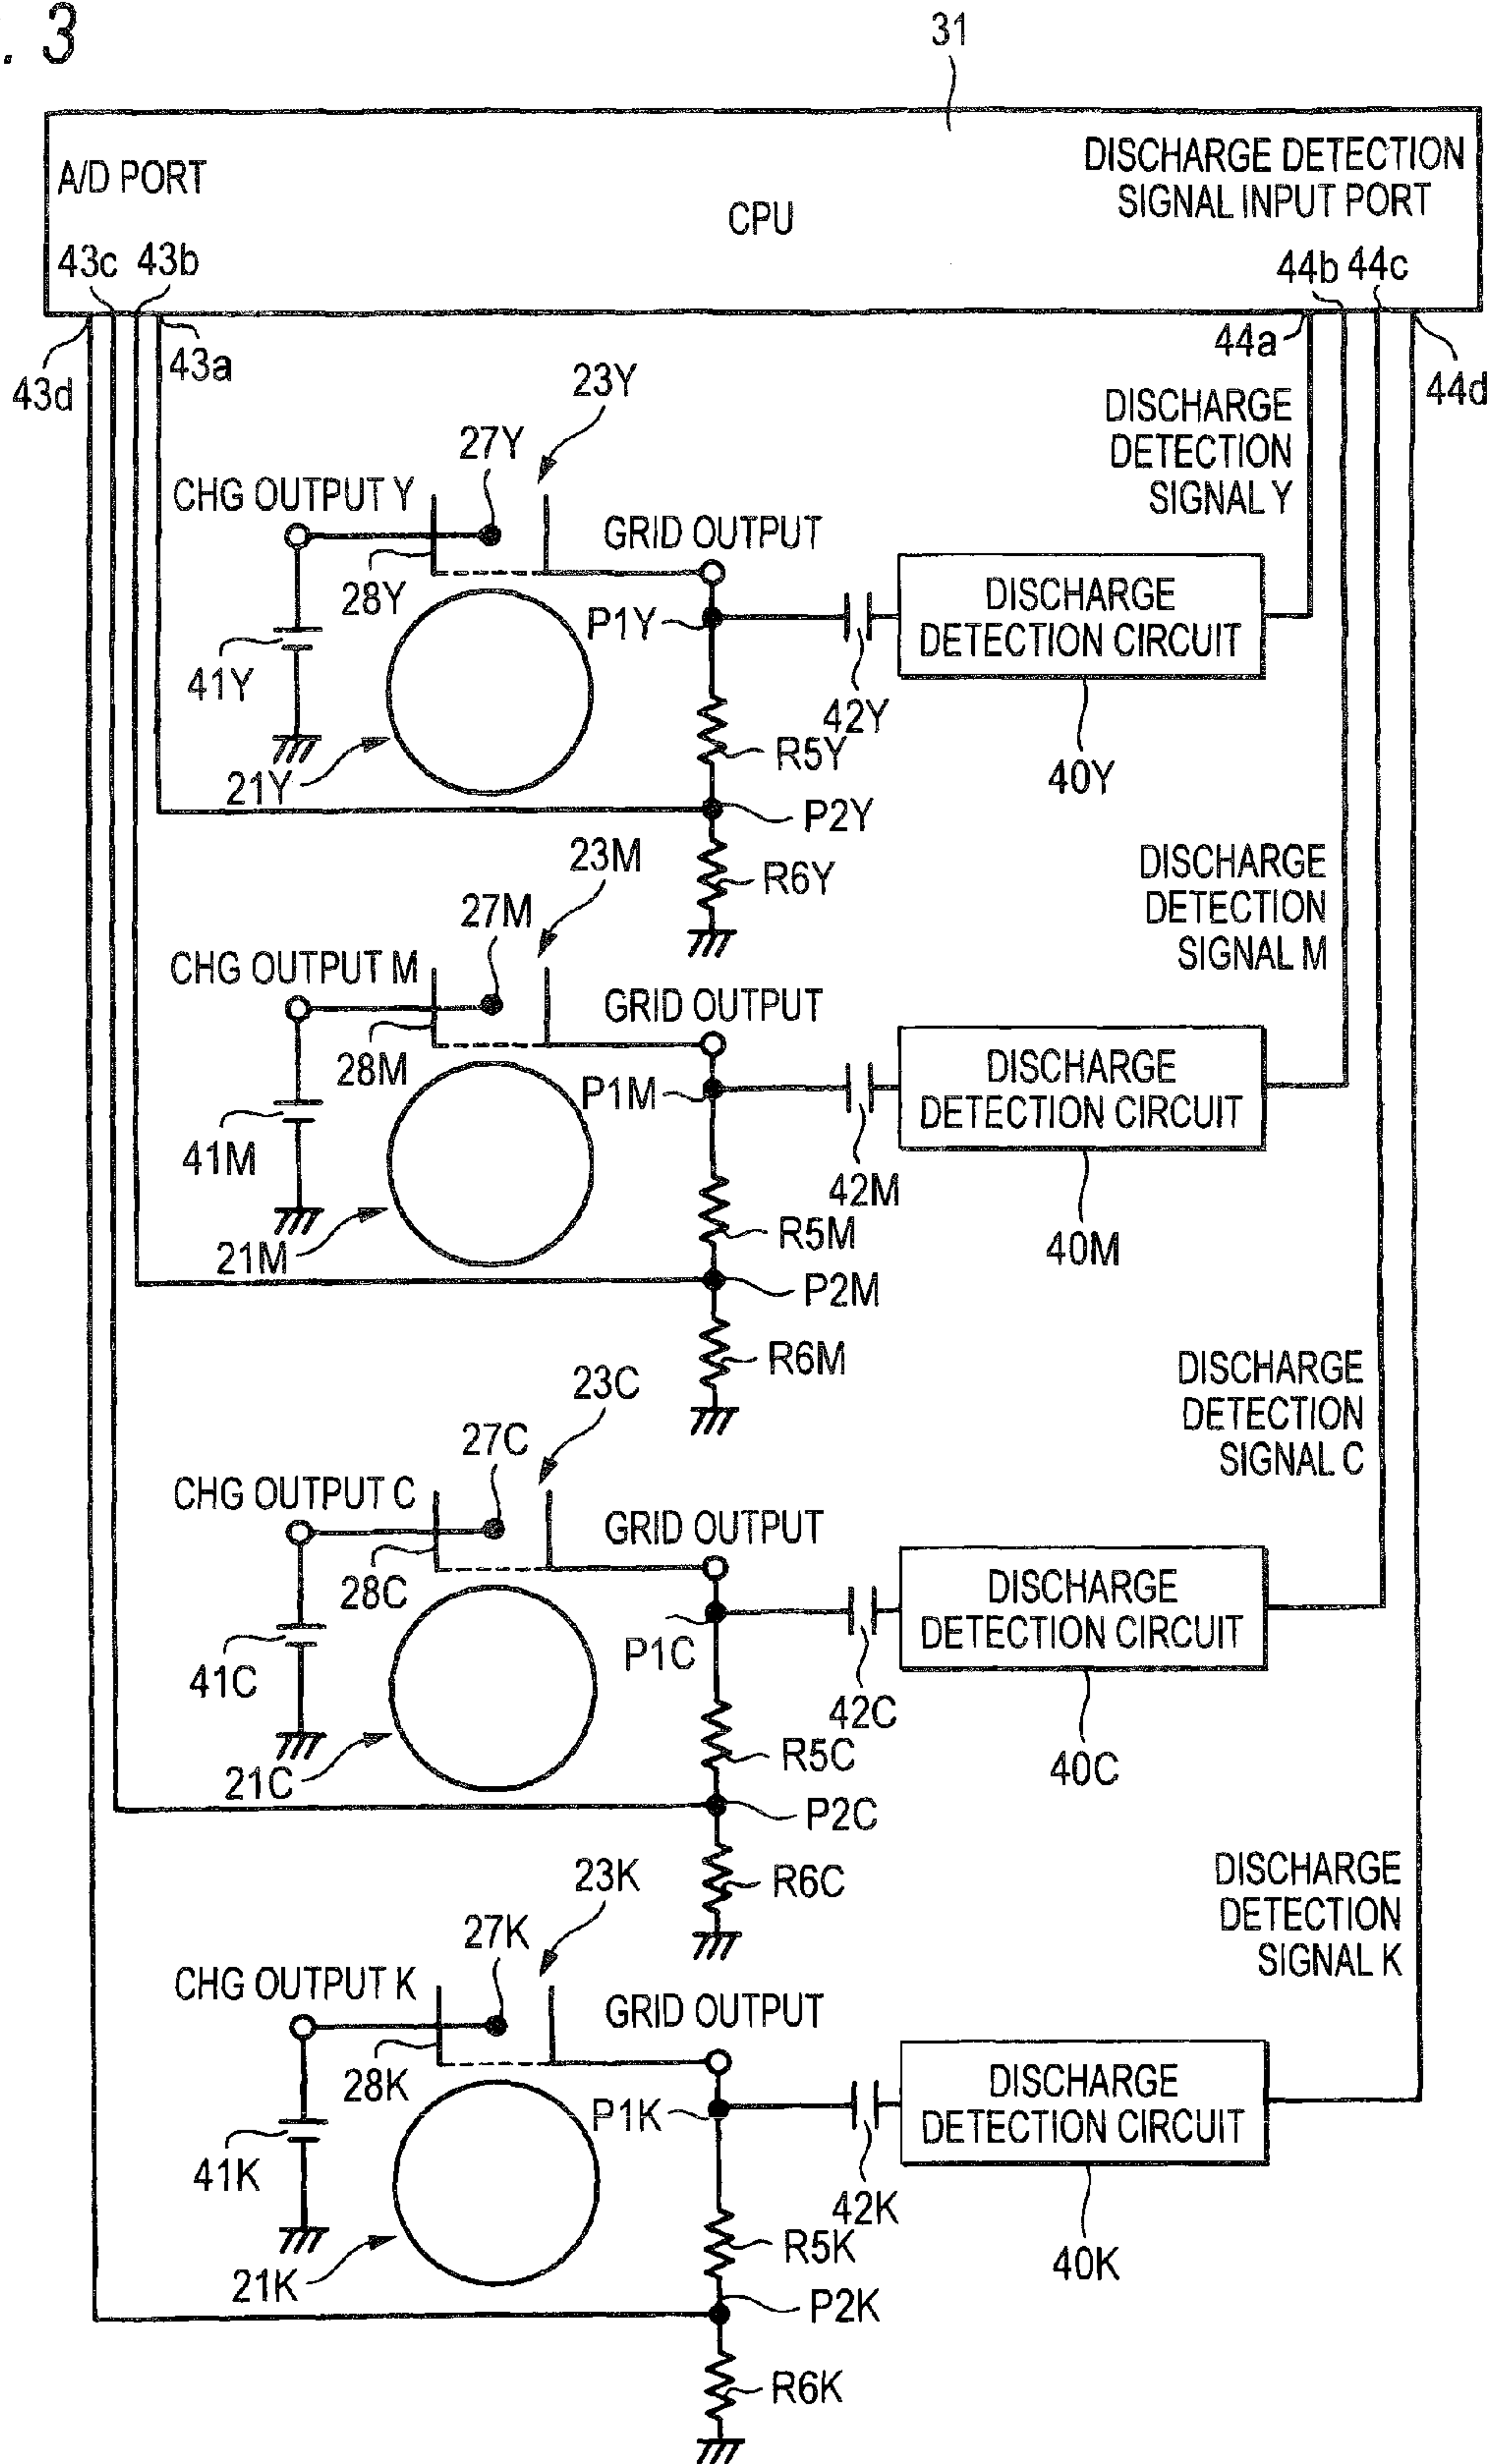 . 3
31
A/D PORT
CPU
DISCHARGE DETECTION
SIGNAL INPUT PORT
43c 43b
44b 44c
43d
43a
44a
44d
23Y
27Y
CHG OUTPUT Y
28Y
GRID OUTPUT
DISCHARGE
DETECTION
SIGNAL Y
P1Y
DISCHARGE
DETECTION CIRCUIT
41Y
42Y
R5Y
40Y
21Y
P2Y
R6Y
23M
27M
CHG OUTPUT M
28M
GRID OUTPUT
DISCHARGE
DETECTION
SIGNAL M
P1M
DISCHARGE
DETECTION CIRCUIT
41M
42M
R5M
40M
21M
P2M
R6M
23C
27C
CHG OUTPUT C
28C
GRID OUTPUT
DISCHARGE
DETECTION
SIGNAL C
P1C
DISCHARGE
DETECTION CIRCUIT
41C
42C
R5C
40C
21C
P2C
R6C
23K
27K
CHG OUTPUT K
28K
GRID OUTPUT
DISCHARGE
DETECTION
SIGNAL K
P1K
DISCHARGE
DETECTION CIRCUIT
41K
42K
R5K
40K
21K
P2K
R6K